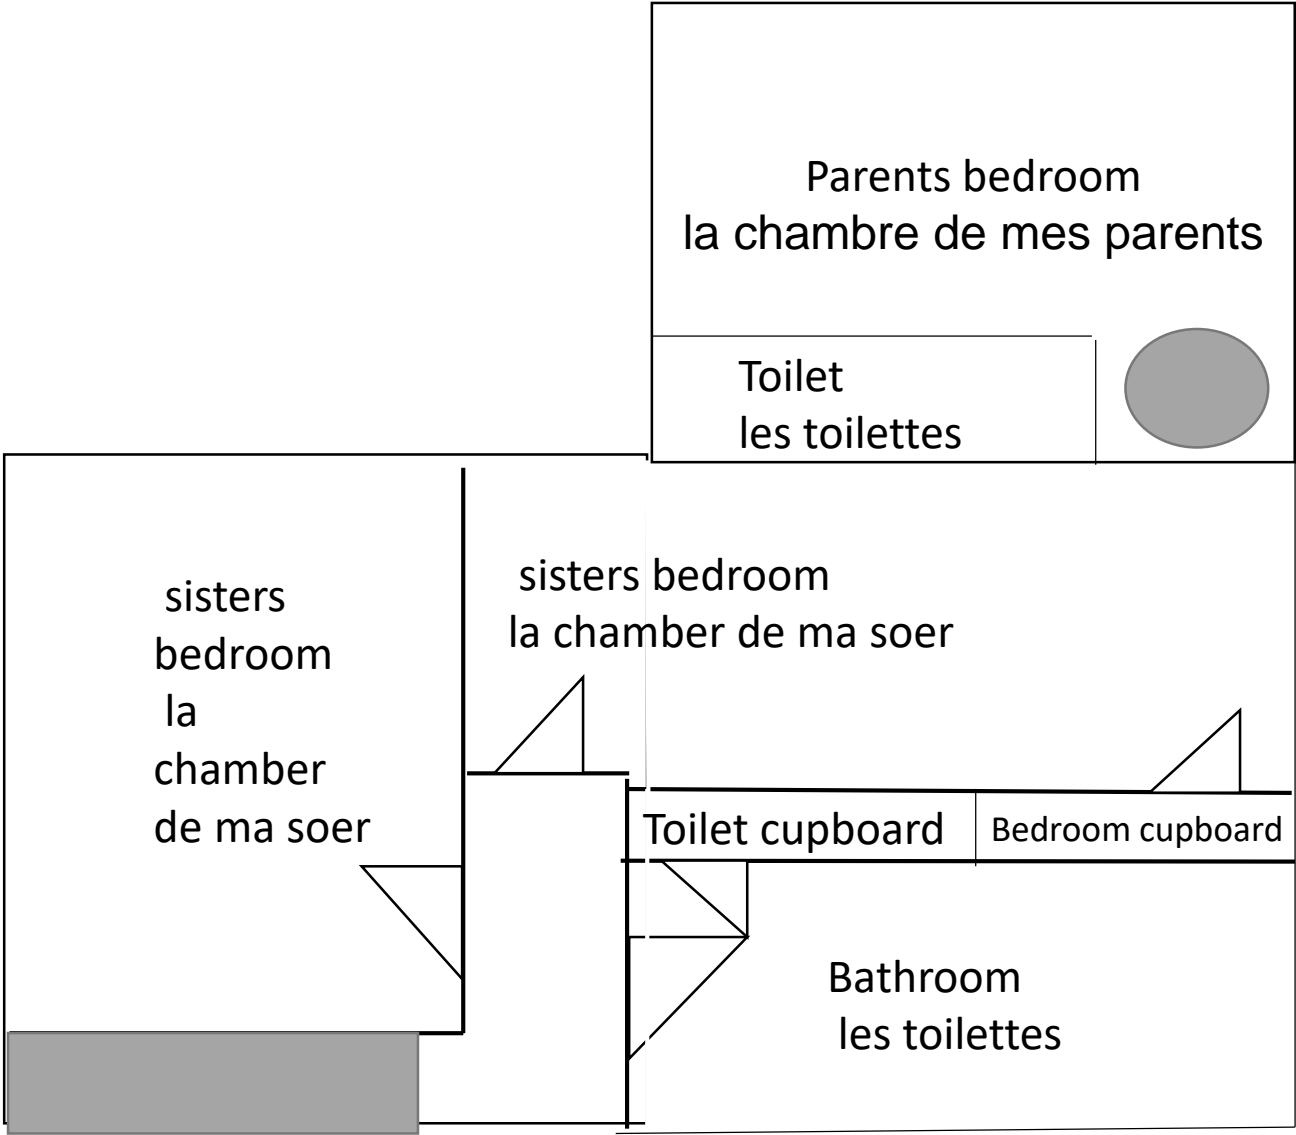 Parents bedroom
la chambre de mes parents
Toilet
les toilettes
sisters
bedroom
la
chamber
de ma soer
sisters bedroom
la chamber de ma soer
Toilet cupboard
Bedroom cupboard
Bathroom
les toilettes